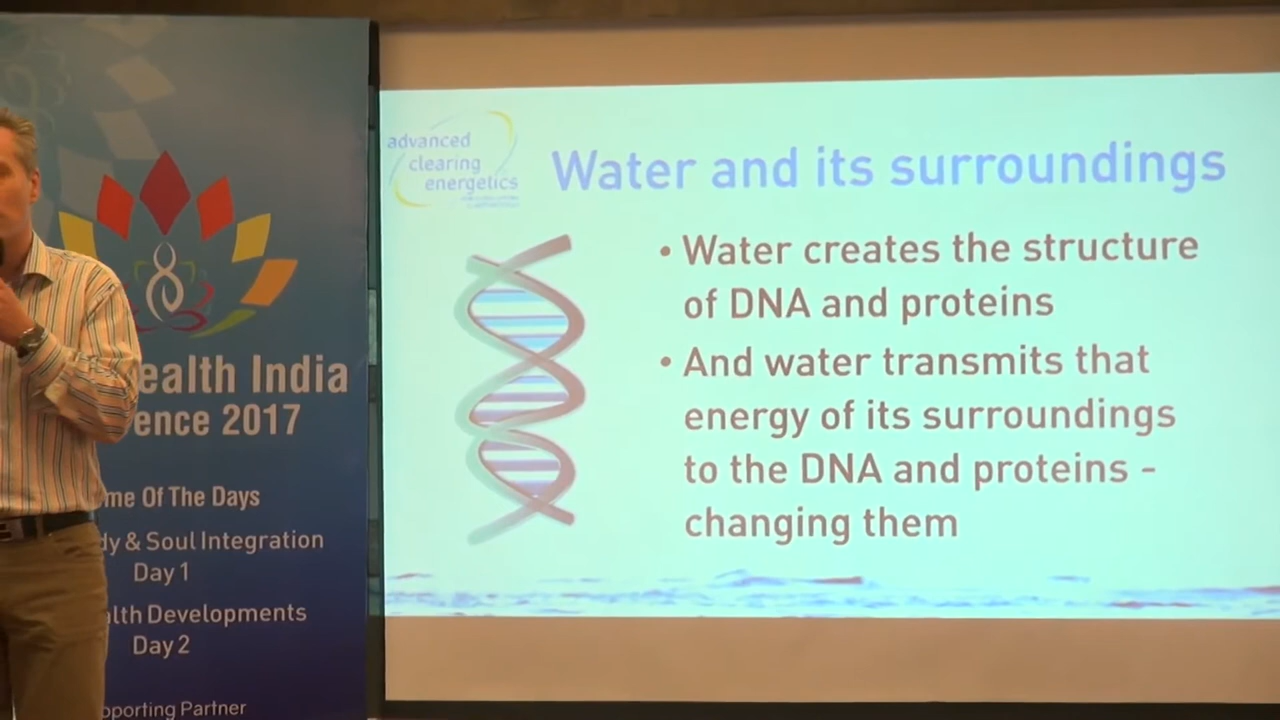 ealth India
ence 2017
me Of The Days
dy & Soul Integration
Day 1
lth Developments
Day 2
pporting Partner
advanced
clearing
energetics
Water and its surroundings
• Water creates the structure
of DNA and proteins
• And water transmits that
energy of its surroundings
to the DNA and proteins -
changing them